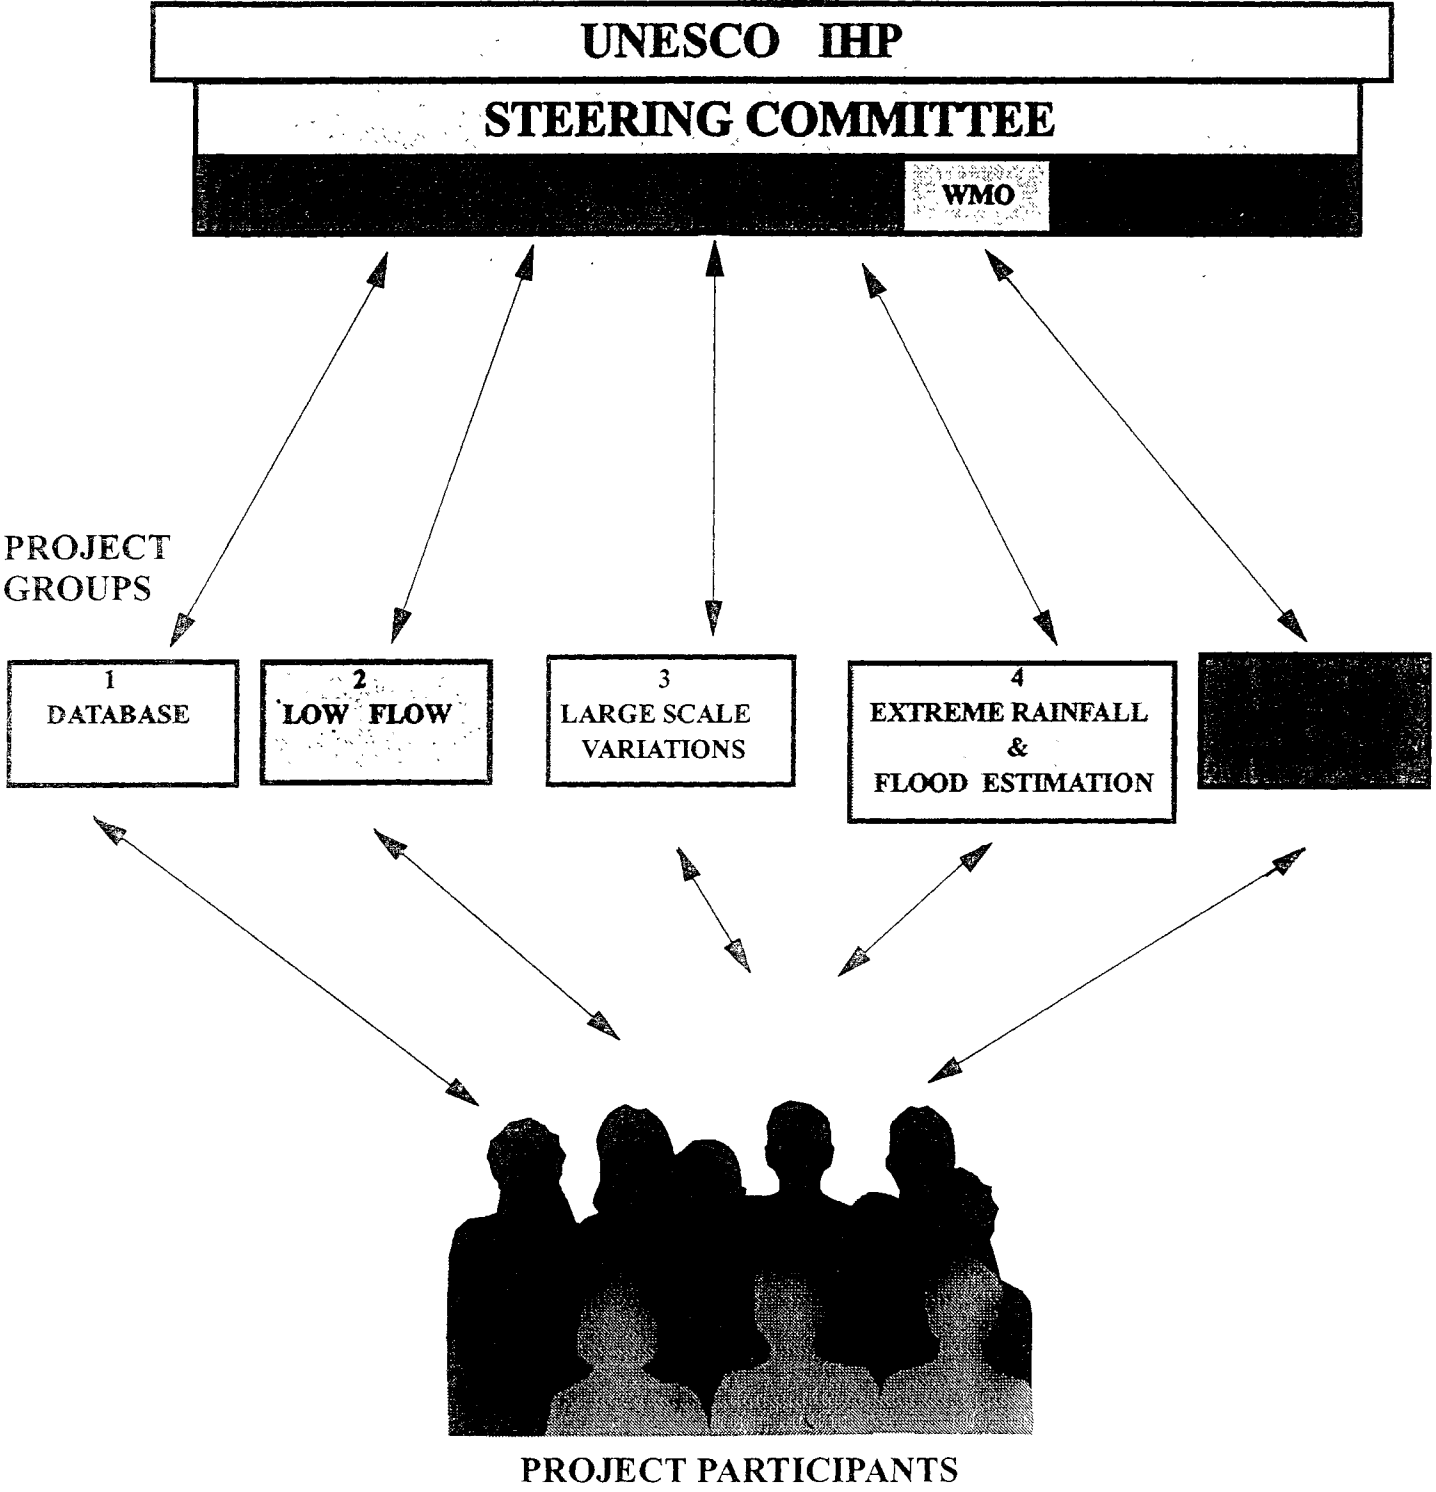 UNESCO IHP
STEERING COMMITTEE
WMO
PROJECT
GROUPS
1
DATABASE
2
LOW FLOW
3
LARGE SCALE
VARIATIONS
4
EXTREME RAINFALL
&
FLOOD ESTIMATION
PROJECT PARTICIPANTS